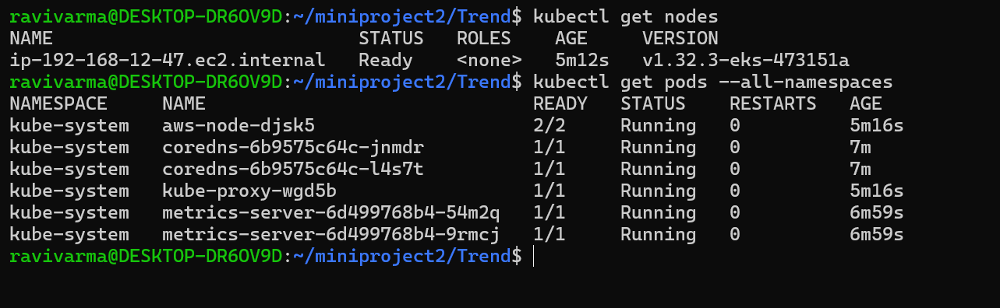 ravivarma@DESKTOP-DR6OV9D:~/miniproject2/Trend$ kubectl get nodes
NAME                            STATUS   ROLES    AGE     VERSION
ip-192-168-12-47.ec2.internal   Ready    <none>   5m12s   v1.32.3-eks-473151a
ravivarma@DESKTOP-DR6OV9D:~/miniproject2/Trend$ kubectl get pods --all-namespaces
NAMESPACE     NAME                              READY   STATUS    RESTARTS   AGE
kube-system   aws-node-djsk5                    2/2     Running   0          5m16s
kube-system   coredns-6b9575c64c-jnmdr          1/1     Running   0          7m
kube-system   coredns-6b9575c64c-l4s7t          1/1     Running   0          7m
kube-system   kube-proxy-wgd5b                  1/1     Running   0          5m16s
kube-system   metrics-server-6d499768b4-54m2q   1/1     Running   0          6m59s
kube-system   metrics-server-6d499768b4-9rmcj   1/1     Running   0          6m59s
ravivarma@DESKTOP-DR6OV9D:~/miniproject2/Trend$